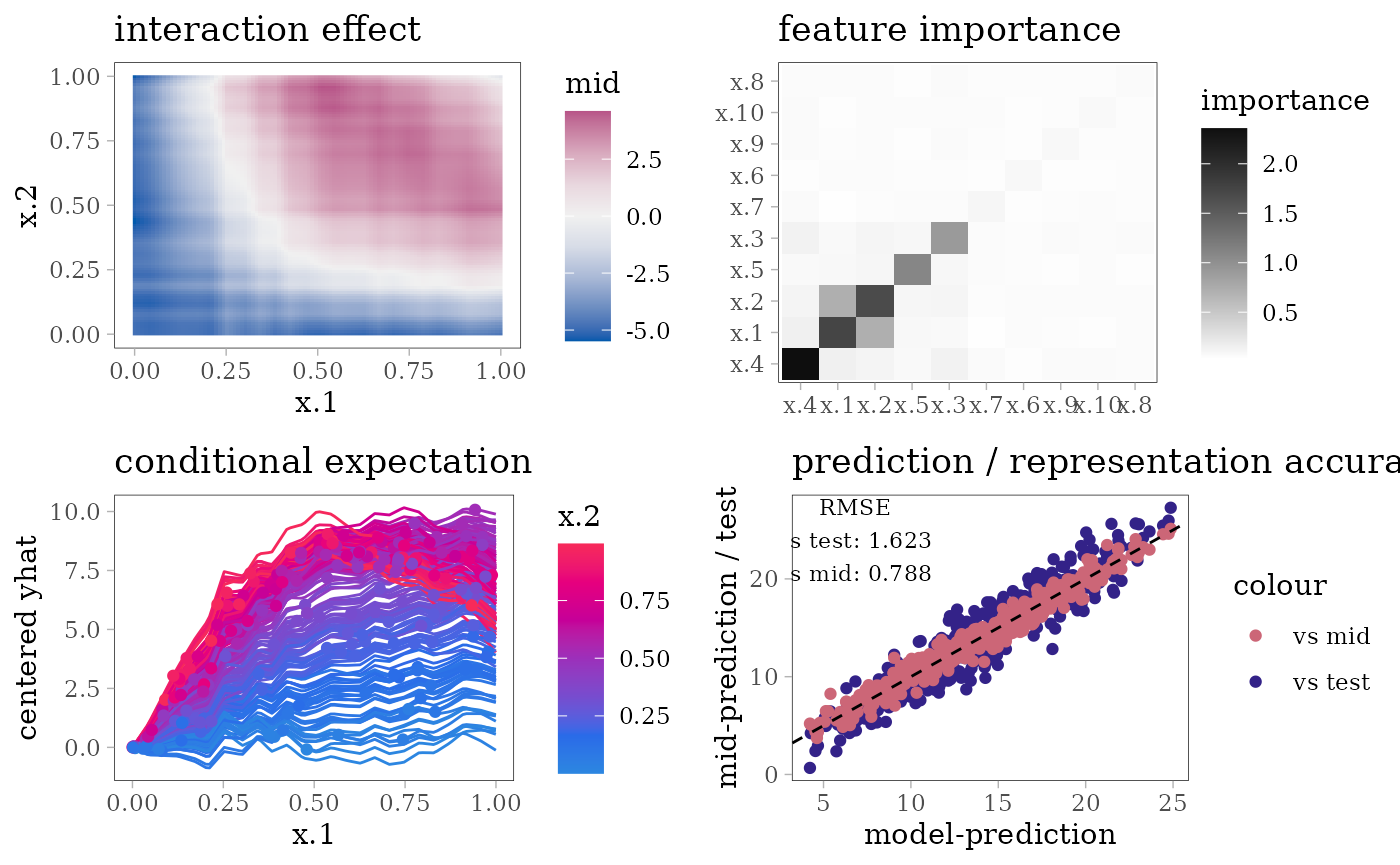 interaction effect
mid
1.00
0.75
0.50
0.25
0.00
x.2
0.00 0.25 0.50 0.75 1.00
x.1
2.5
0.0
-2.5
-5.0
feature importance
importance
x.8
x.10
x.9
x.6
x.7
x.3
x.5
x.2
x.1
x.4
x.4 x.1 x.2 x.5 x.3 x.7 x.6 x.9 x.10 x.8
2.0
1.5
1.0
0.5
conditional expectation
x.2
10.0
7.5
5.0
2.5
0.0
centered yhat
0.00 0.25 0.50 0.75 1.00
x.1
0.75
0.50
0.25
prediction / representation accura
RMSE
s test: 1.623
s mid: 0.788
20
10
0
mid-prediction / test
5 10 15 20 25
model-prediction
colour
vs mid
vs test